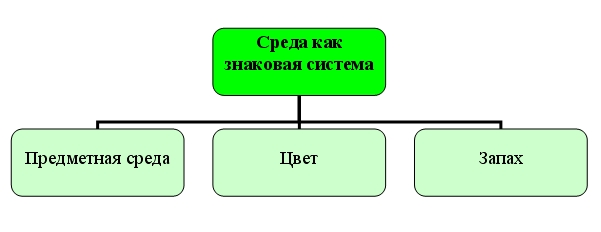 Среда как
знаковая система
Предметная среда
Цвет
Запах